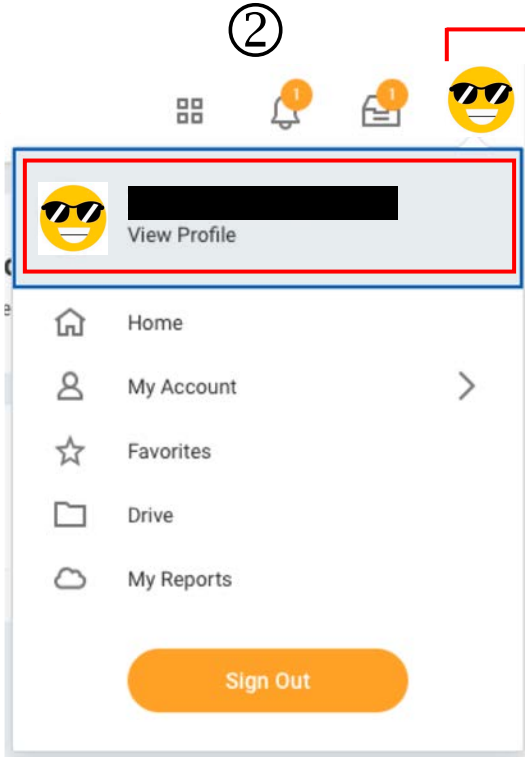 ②
1 1
View Profile
Home
My Account
Favorites
Drive
My Reports
Sign Out